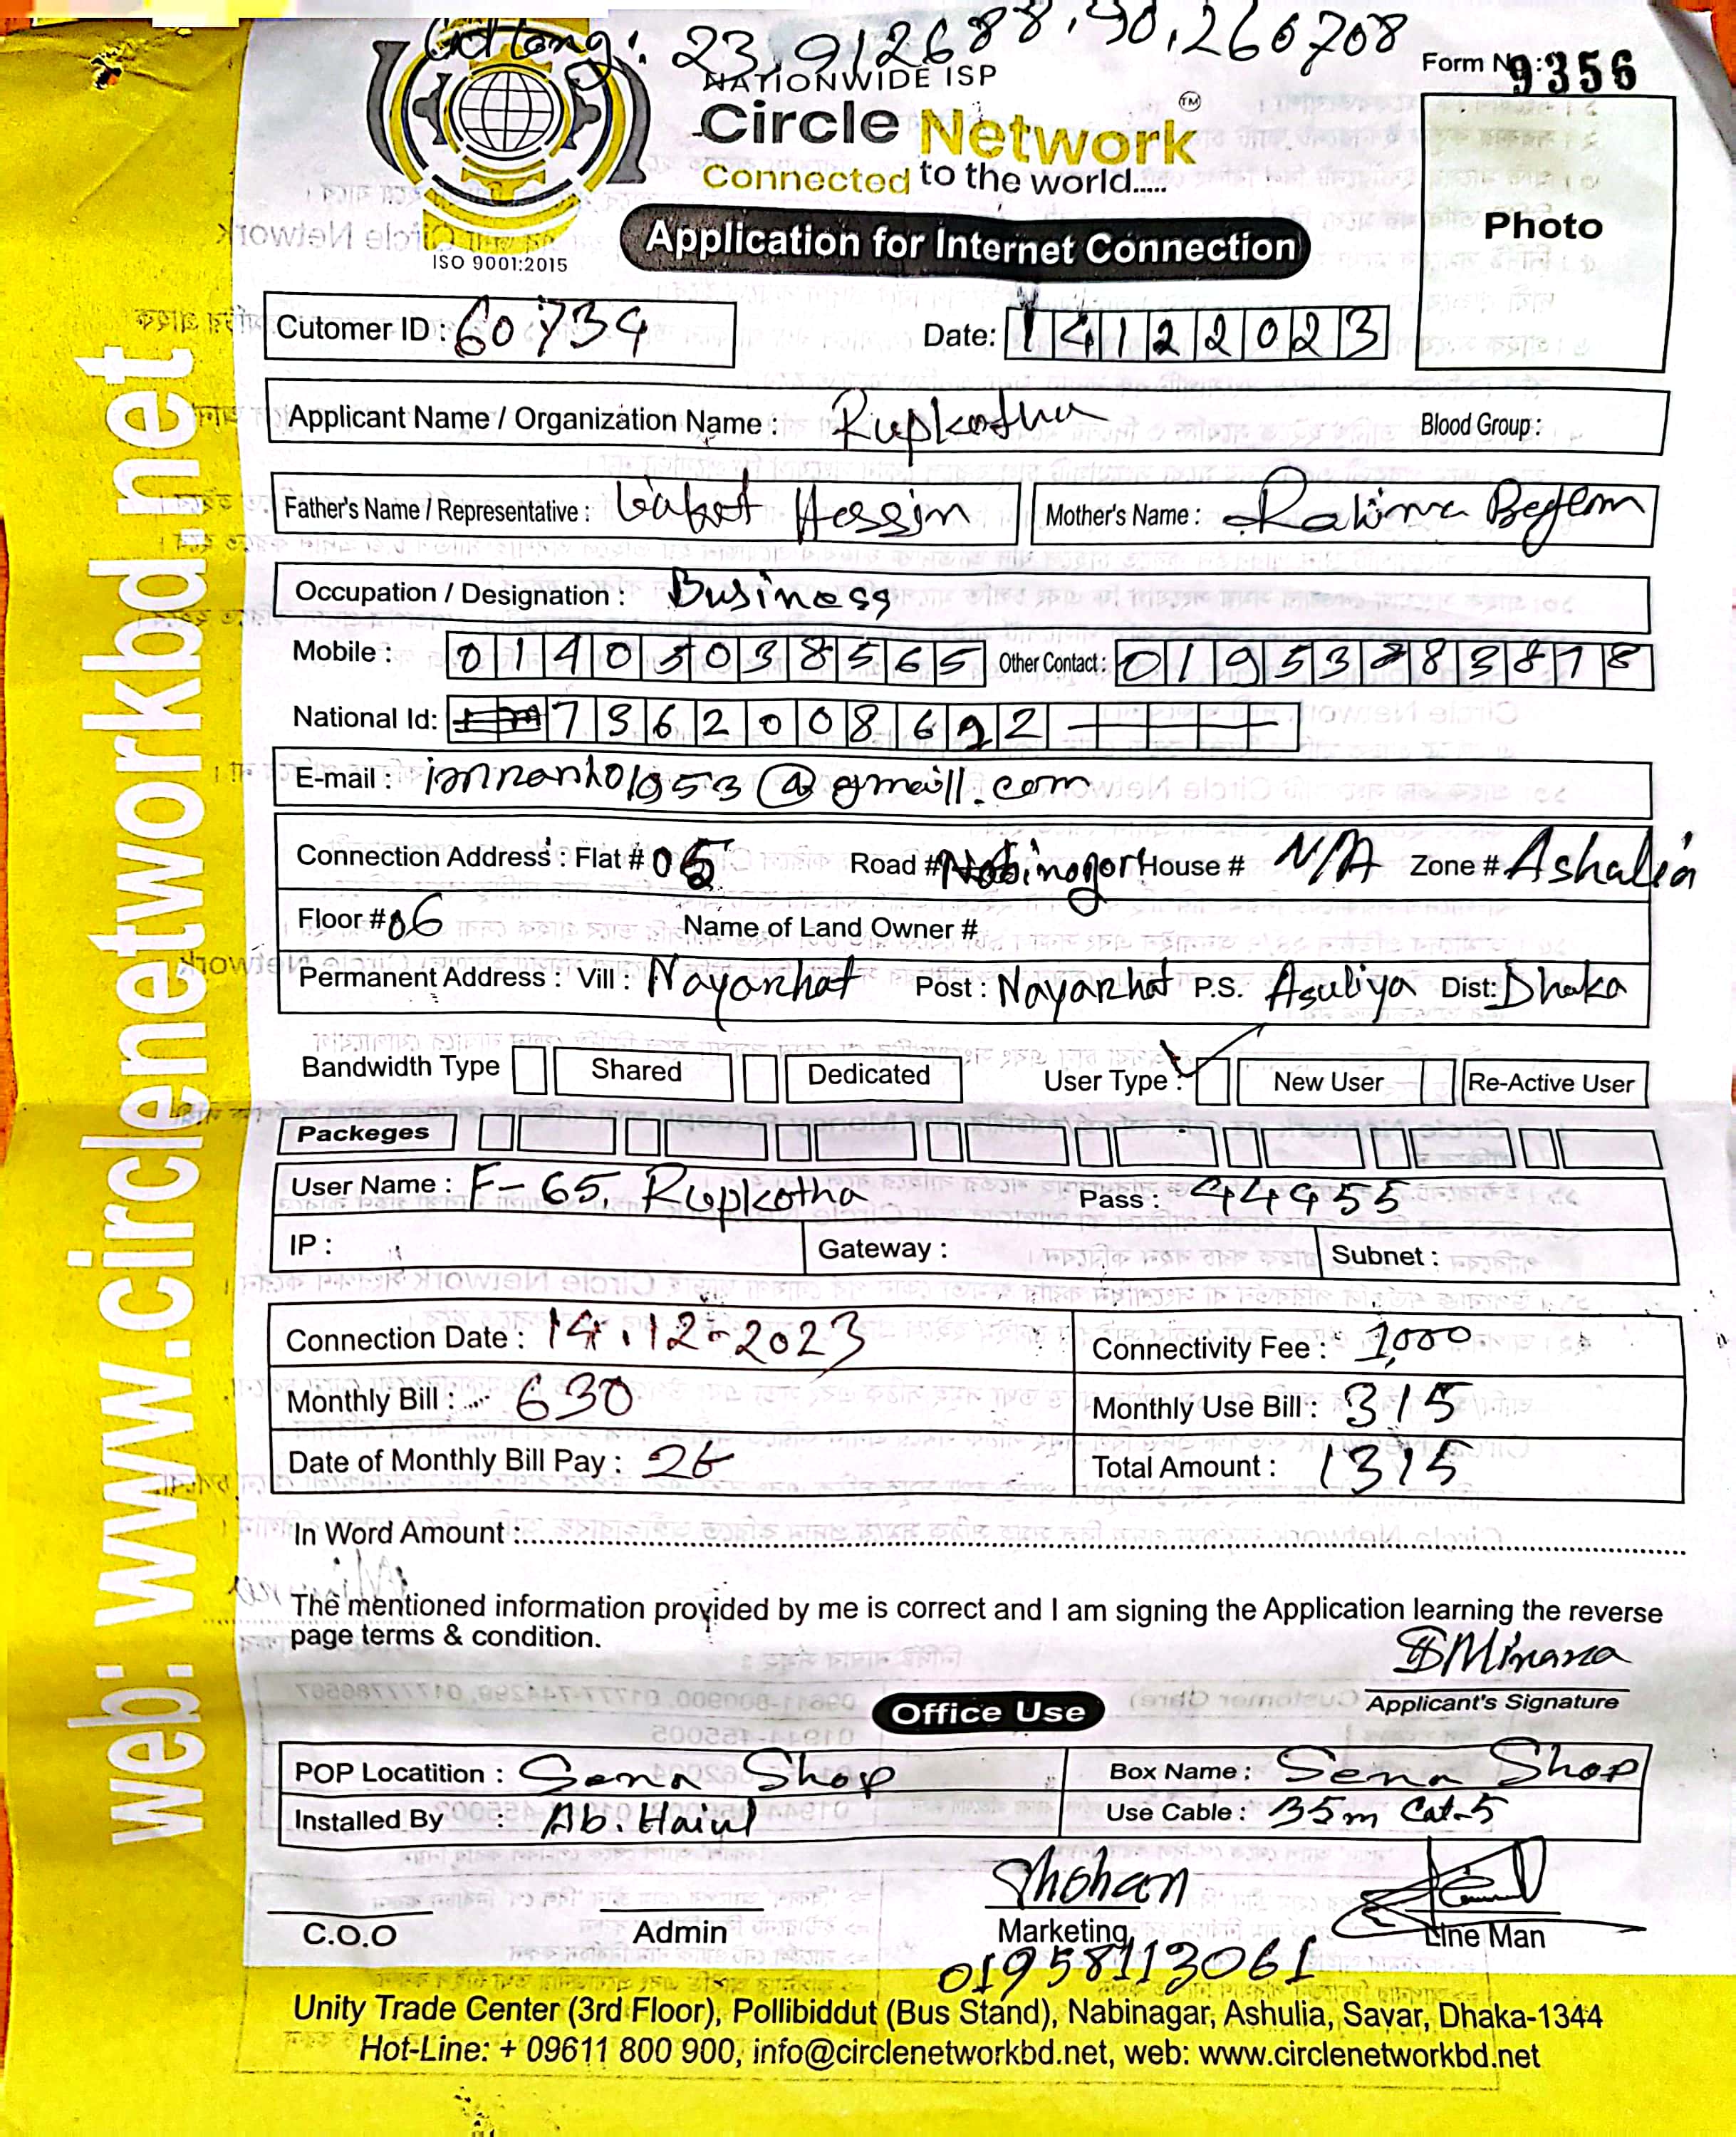 Lat Long: 23.912688, 90.260708
Form No: 9356
NATIONWIDE ISP
Circle Network TM
Connected to the world.....
ISO 9001:2015
Application for Internet Connection
Photo
Cutomer ID : 60734 Date: 14122023
Applicant Name / Organization Name : Rupkotha Blood Group :
Father's Name / Representative : Hossin Mother's Name : Rahima Begem
Occupation / Designation : Business
Mobile : 01405038565 Other Contact : 01953883878
National Id: 7362008692
E-mail : imranho1953@gmaill.com
Connection Address : Flat # 05 Road # Nobinogor House # N/A Zone # Ashalia
Floor # 06 Name of Land Owner #
Permanent Address : Vill : Nayarhat Post : Nayarhat P.S. Asuliya Dist: Dhaka
Bandwidth Type Shared Dedicated User Type : New User Re-Active User
Packeges
User Name : F-65, Rupkotha Pass : 44955
IP : Gateway : Subnet :
Connection Date : 14.12-2023 Connectivity Fee : 1,000
Monthly Bill : 630 Monthly Use Bill : 315
Date of Monthly Bill Pay : 26 Total Amount : 1315
In Word Amount :
The mentioned information provided by me is correct and I am signing the Application learning the reverse
page terms & condition.
Applicant's Signature
Office Use
POP Locatition : Sena Shop Box Name : Sena Shop
Installed By : Ab. Haiul Use Cable : 35m Cat-5
Shohan
C.O.O Admin Marketing Line Man
01958113061
Unity Trade Center (3rd Floor), Pollibiddut (Bus Stand), Nabinagar, Ashulia, Savar, Dhaka-1344
Hot-Line: + 09611 800 900, info@circlenetworkbd.net, web: www.circlenetworkbd.net
web: www.circlenetworkbd.net